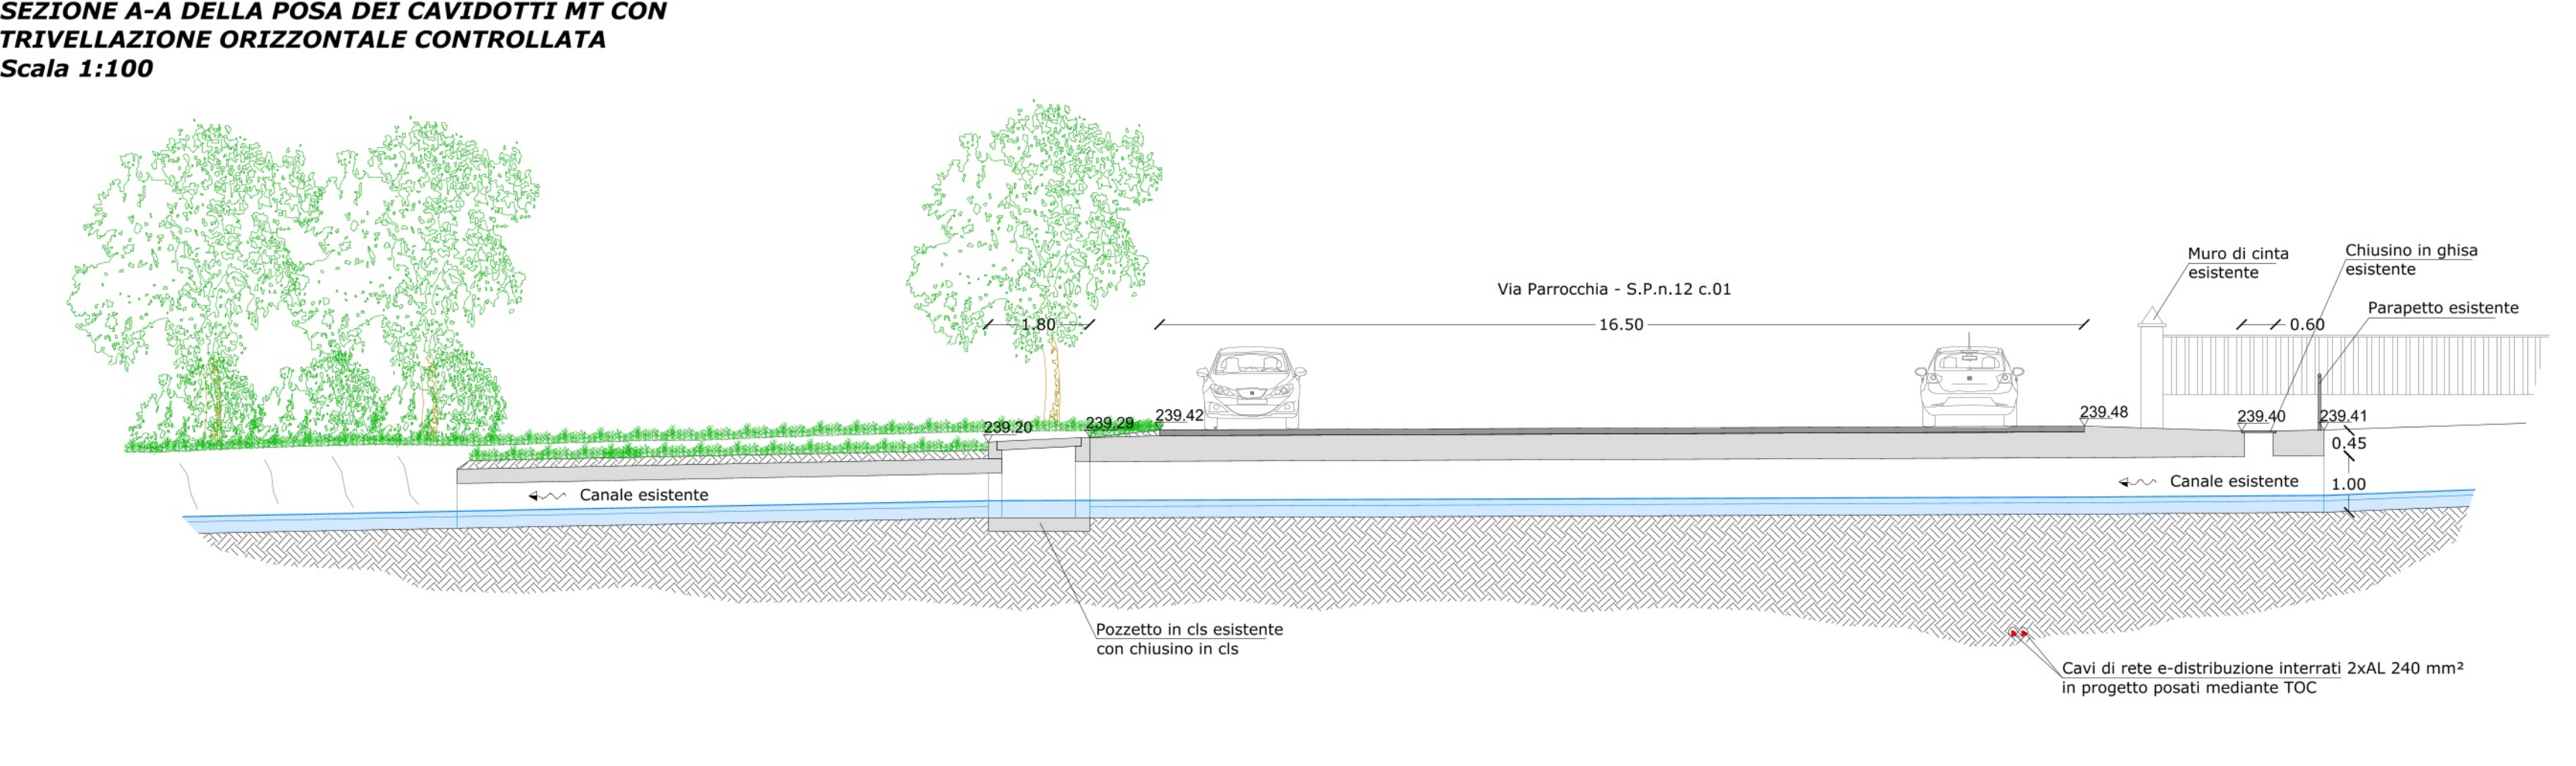 SEZIONE A-A DELLA POSA DEI CAVIDOTTI MT CON
TRIVELLAZIONE ORIZZONTALE CONTROLLATA
Scala 1:100
Muro di cinta
esistente
Chiusino in ghisa
esistente
Via Parrocchia - S.P.n.12 c.01
Parapetto esistente
1.80
16.50
0.60
239.20
239.29
239.42
239.48
239.40
239.41
0.45
Canale esistente
Canale esistente
1.00
Pozzetto in cls esistente
con chiusino in cls
Cavi di rete e-distribuzione interrati 2xAL 240 mm²
in progetto posati mediante TOC